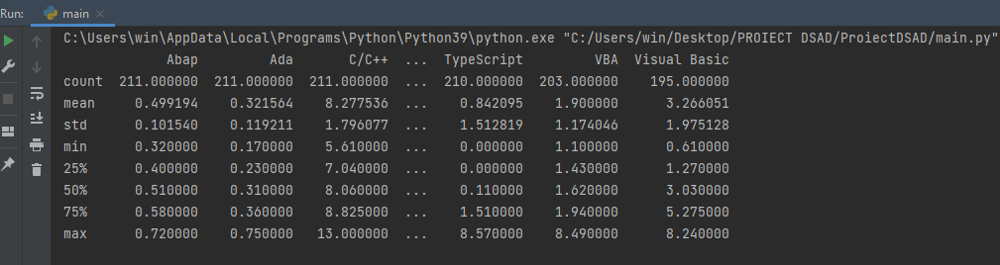 Run: main
C:\Users\win\AppData\Local\Programs\Python\Python39\python.exe "C:/Users/win/Desktop/PROIECT DSAD/ProiectDSAD/main.py"
Abap Ada C/C++ ... TypeScript VBA Visual Basic
count 211.000000 211.000000 211.000000 ... 210.000000 203.000000 195.000000
mean 0.499194 0.321564 8.277536 ... 0.842095 1.900000 3.266051
std 0.101540 0.119211 1.796077 ... 1.512819 1.174046 1.975128
min 0.320000 0.170000 5.610000 ... 0.000000 1.100000 0.610000
25% 0.400000 0.230000 7.040000 ... 0.000000 1.430000 1.270000
50% 0.510000 0.310000 8.060000 ... 0.110000 1.620000 3.030000
75% 0.580000 0.360000 8.825000 ... 1.510000 1.940000 5.275000
max 0.720000 0.750000 13.000000 ... 8.570000 8.490000 8.240000